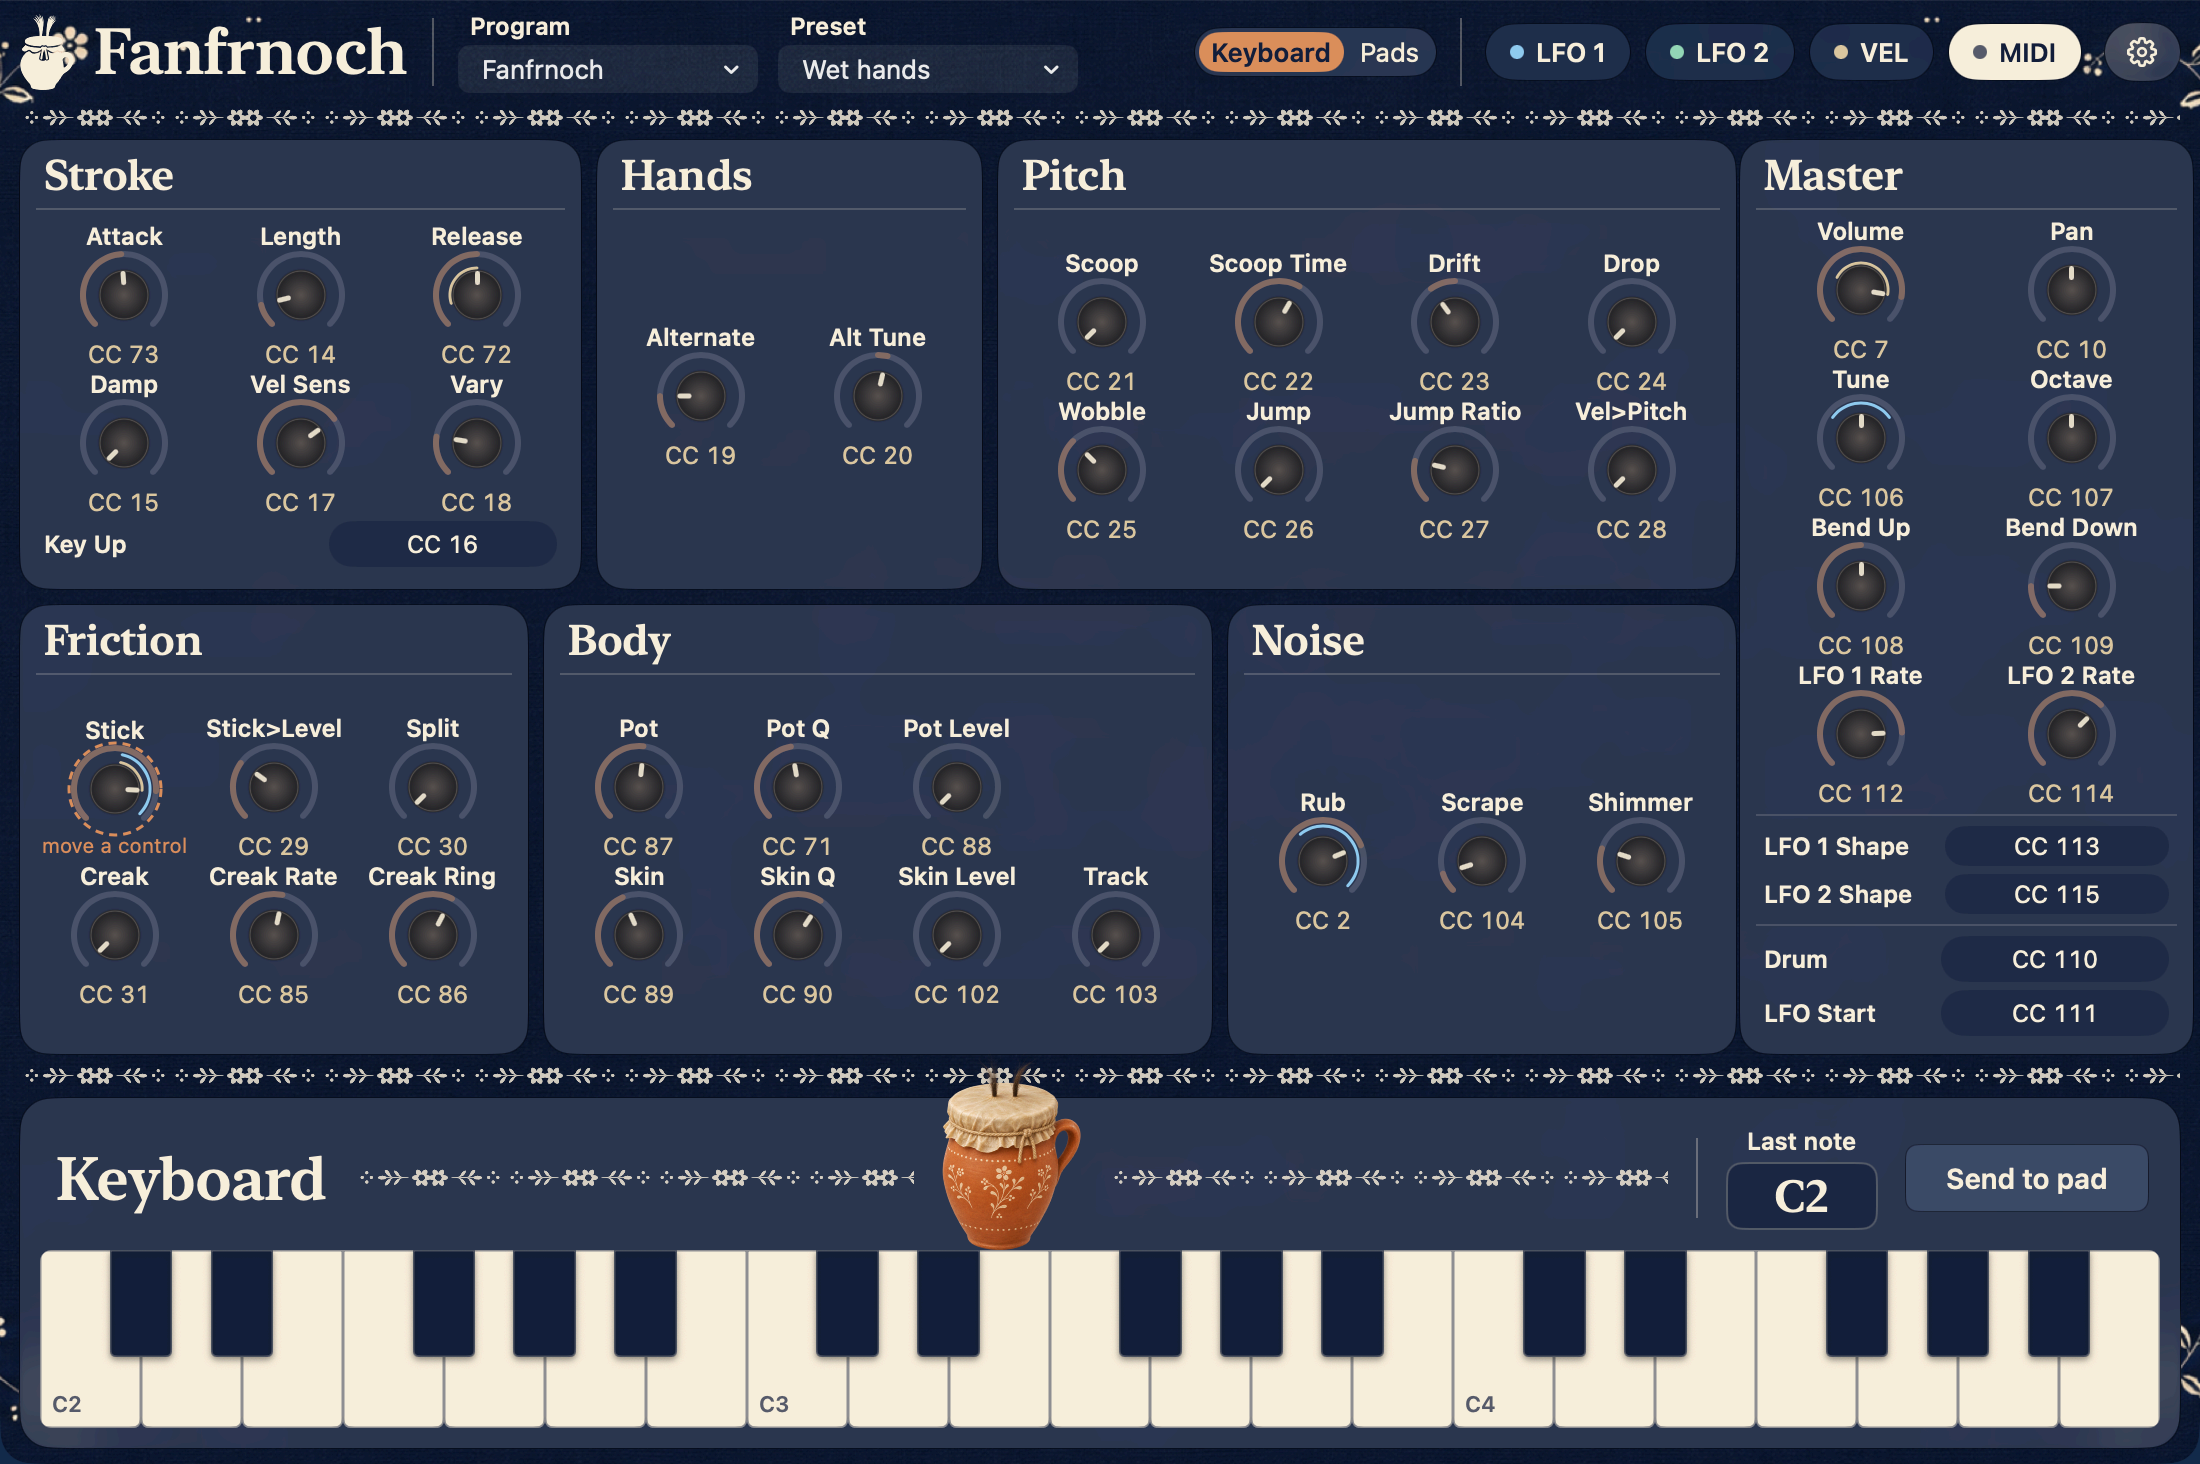 Fanfrnoch
Program
Fanfrnoch
Preset
Wet hands
Keyboard Pads
LFO 1
LFO 2
VEL
MIDI
Stroke
Attack Length Release
CC 73 CC 14 CC 72
Damp Vel Sens Vary
CC 15 CC 17 CC 18
Key Up CC 16
Hands
Alternate Alt Tune
CC 19 CC 20
Pitch
Scoop Scoop Time Drift Drop
CC 21 CC 22 CC 23 CC 24
Wobble Jump Jump Ratio Vel>Pitch
CC 25 CC 26 CC 27 CC 28
Master
Volume Pan
CC 7 CC 10
Tune Octave
CC 106 CC 107
Bend Up Bend Down
CC 108 CC 109
LFO 1 Rate LFO 2 Rate
CC 112 CC 114
LFO 1 Shape CC 113
LFO 2 Shape CC 115
Drum CC 110
LFO Start CC 111
Friction
Stick Stick>Level Split
move a control CC 29 CC 30
Creak Creak Rate Creak Ring
CC 31 CC 85 CC 86
Body
Pot Pot Q Pot Level
CC 87 CC 71 CC 88
Skin Skin Q Skin Level Track
CC 89 CC 90 CC 102 CC 103
Noise
Rub Scrape Shimmer
CC 2 CC 104 CC 105
Keyboard
Last note
C2
Send to pad
C2 C3 C4